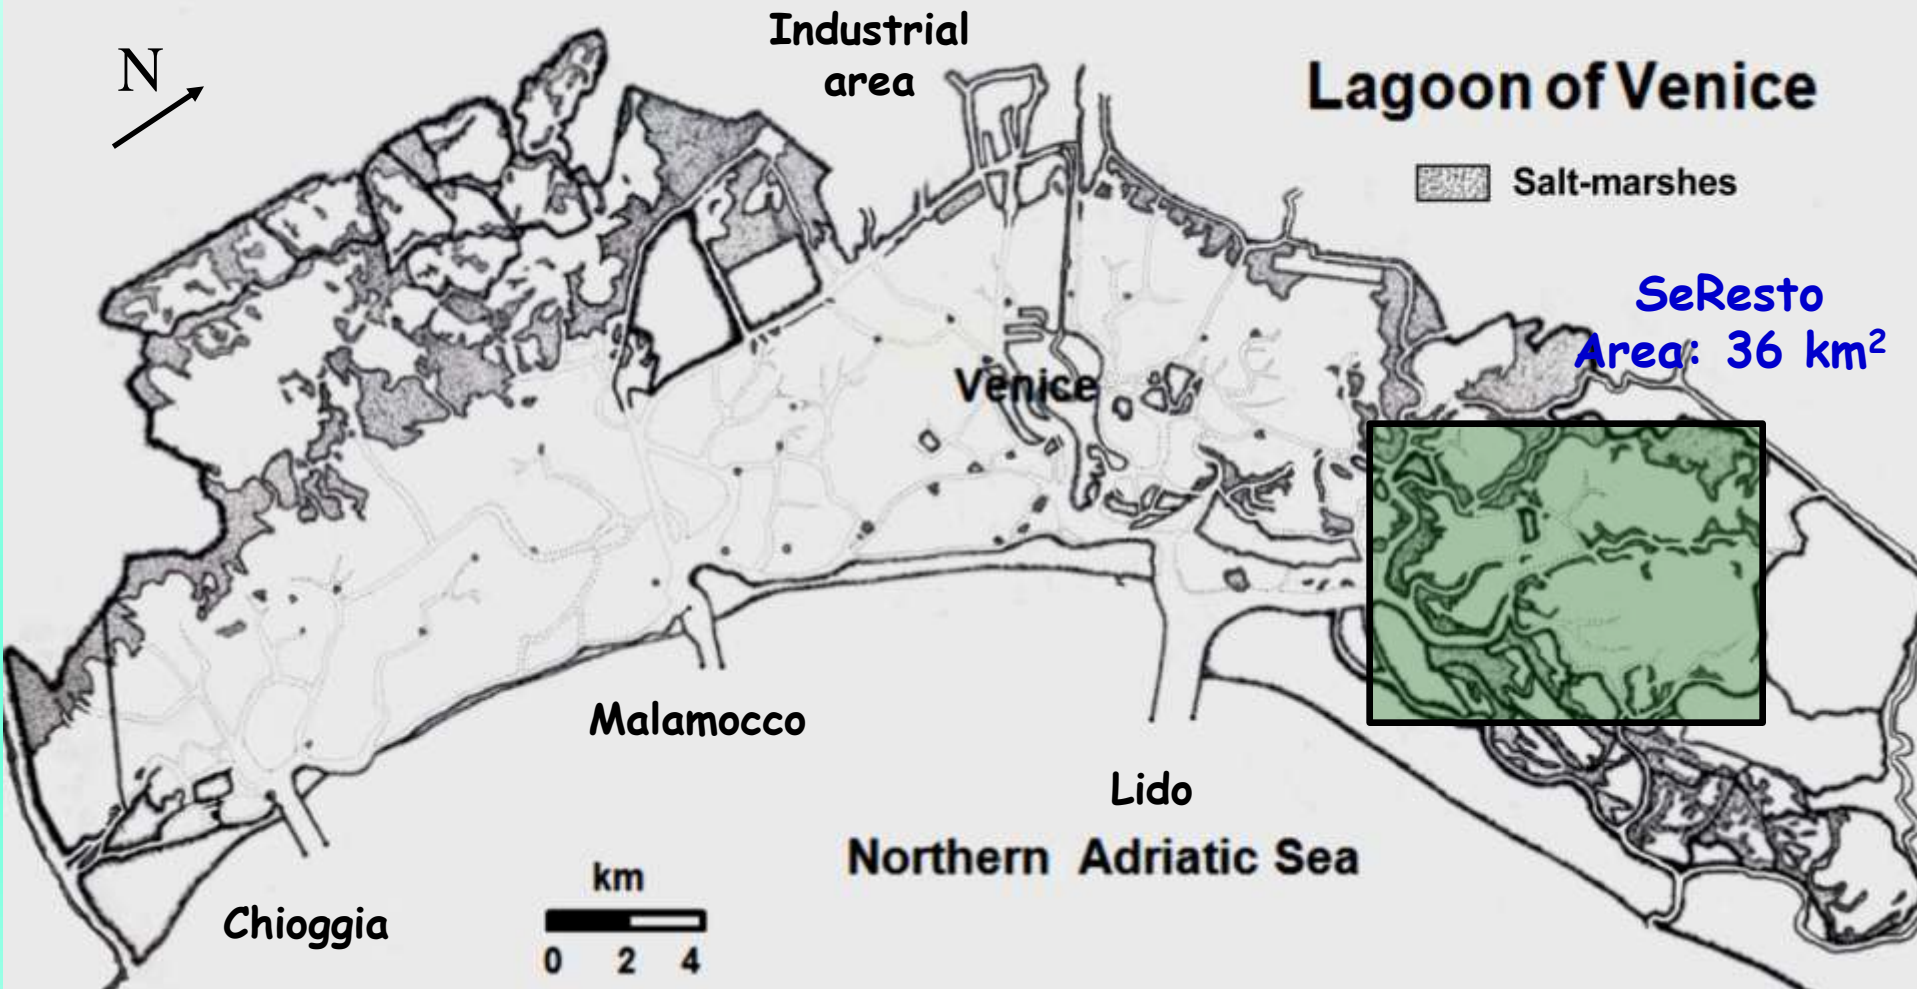 N
Industrial
area
Lagoon of Venice
Salt-marshes
SeResto
Area: 36 km²
Venice
Malamocco
Lido
Northern Adriatic Sea
km
0 2 4
Chioggia